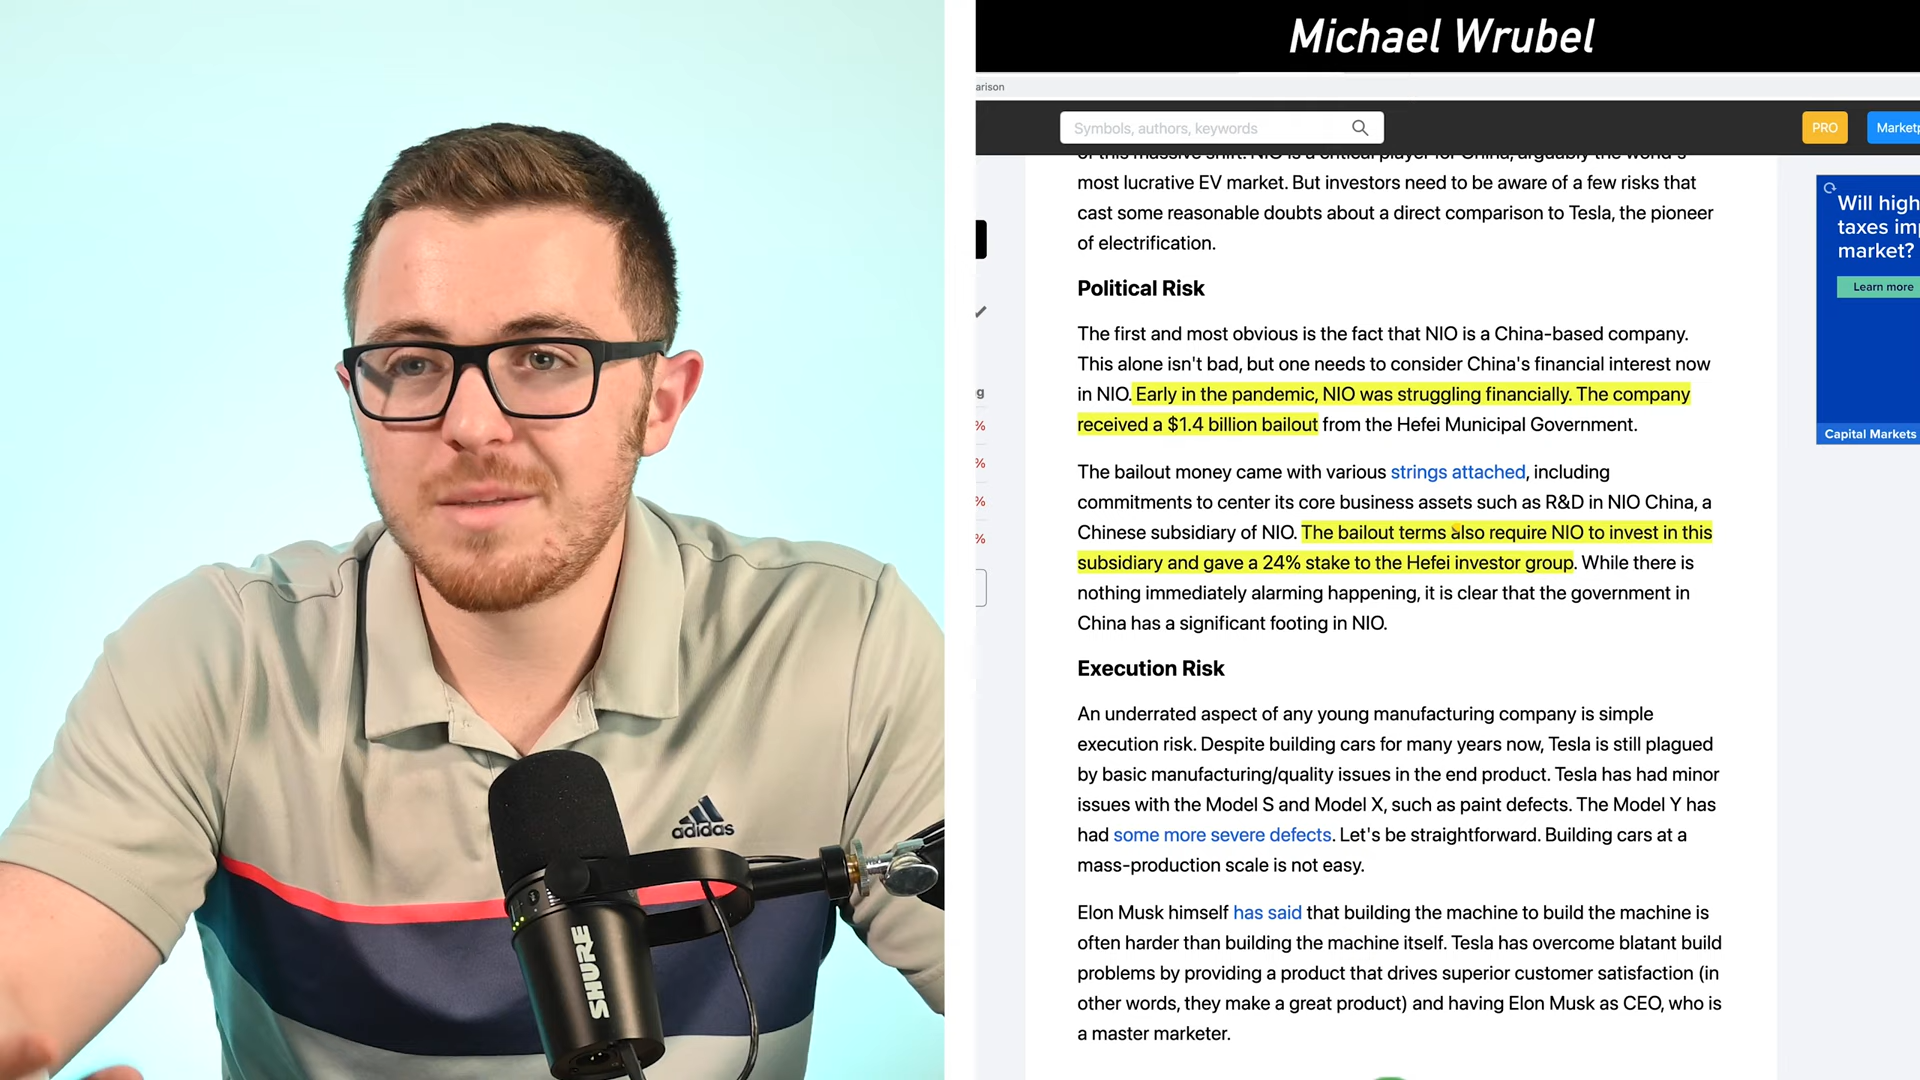 Michael Wrubel
arison
Symbols, authors, keywords
PRO
most lucrative EV market. But investors need to be aware of a few risks that
cast some reasonable doubts about a direct comparison to Tesla, the pioneer
of electrification.
Political Risk
The first and most obvious is the fact that NIO is a China-based company.
This alone isn't bad, but one needs to consider China's financial interest now
in NIO. Early in the pandemic, NIO was struggling financially. The company
received a $1.4 billion bailout from the Hefei Municipal Government.
The bailout money came with various strings attached, including
commitments to center its core business assets such as R&D in NIO China, a
Chinese subsidiary of NIO. The bailout terms also require NIO to invest in this
subsidiary and gave a 24% stake to the Hefei investor group. While there is
nothing immediately alarming happening, it is clear that the government in
China has a significant footing in NIO.
Execution Risk
An underrated aspect of any young manufacturing company is simple
execution risk. Despite building cars for many years now, Tesla is still plagued
by basic manufacturing/quality issues in the end product. Tesla has had minor
issues with the Model S and Model X, such as paint defects. The Model Y has
had some more severe defects. Let's be straightforward. Building cars at a
mass-production scale is not easy.
Elon Musk himself has said that building the machine to build the machine is
often harder than building the machine itself. Tesla has overcome blatant build
problems by providing a product that drives superior customer satisfaction (in
other words, they make a great product) and having Elon Musk as CEO, who is
a master marketer.
g
%
%
%
%
Will high
taxes im
market?
Learn more
Capital Markets
adidas
SHURE